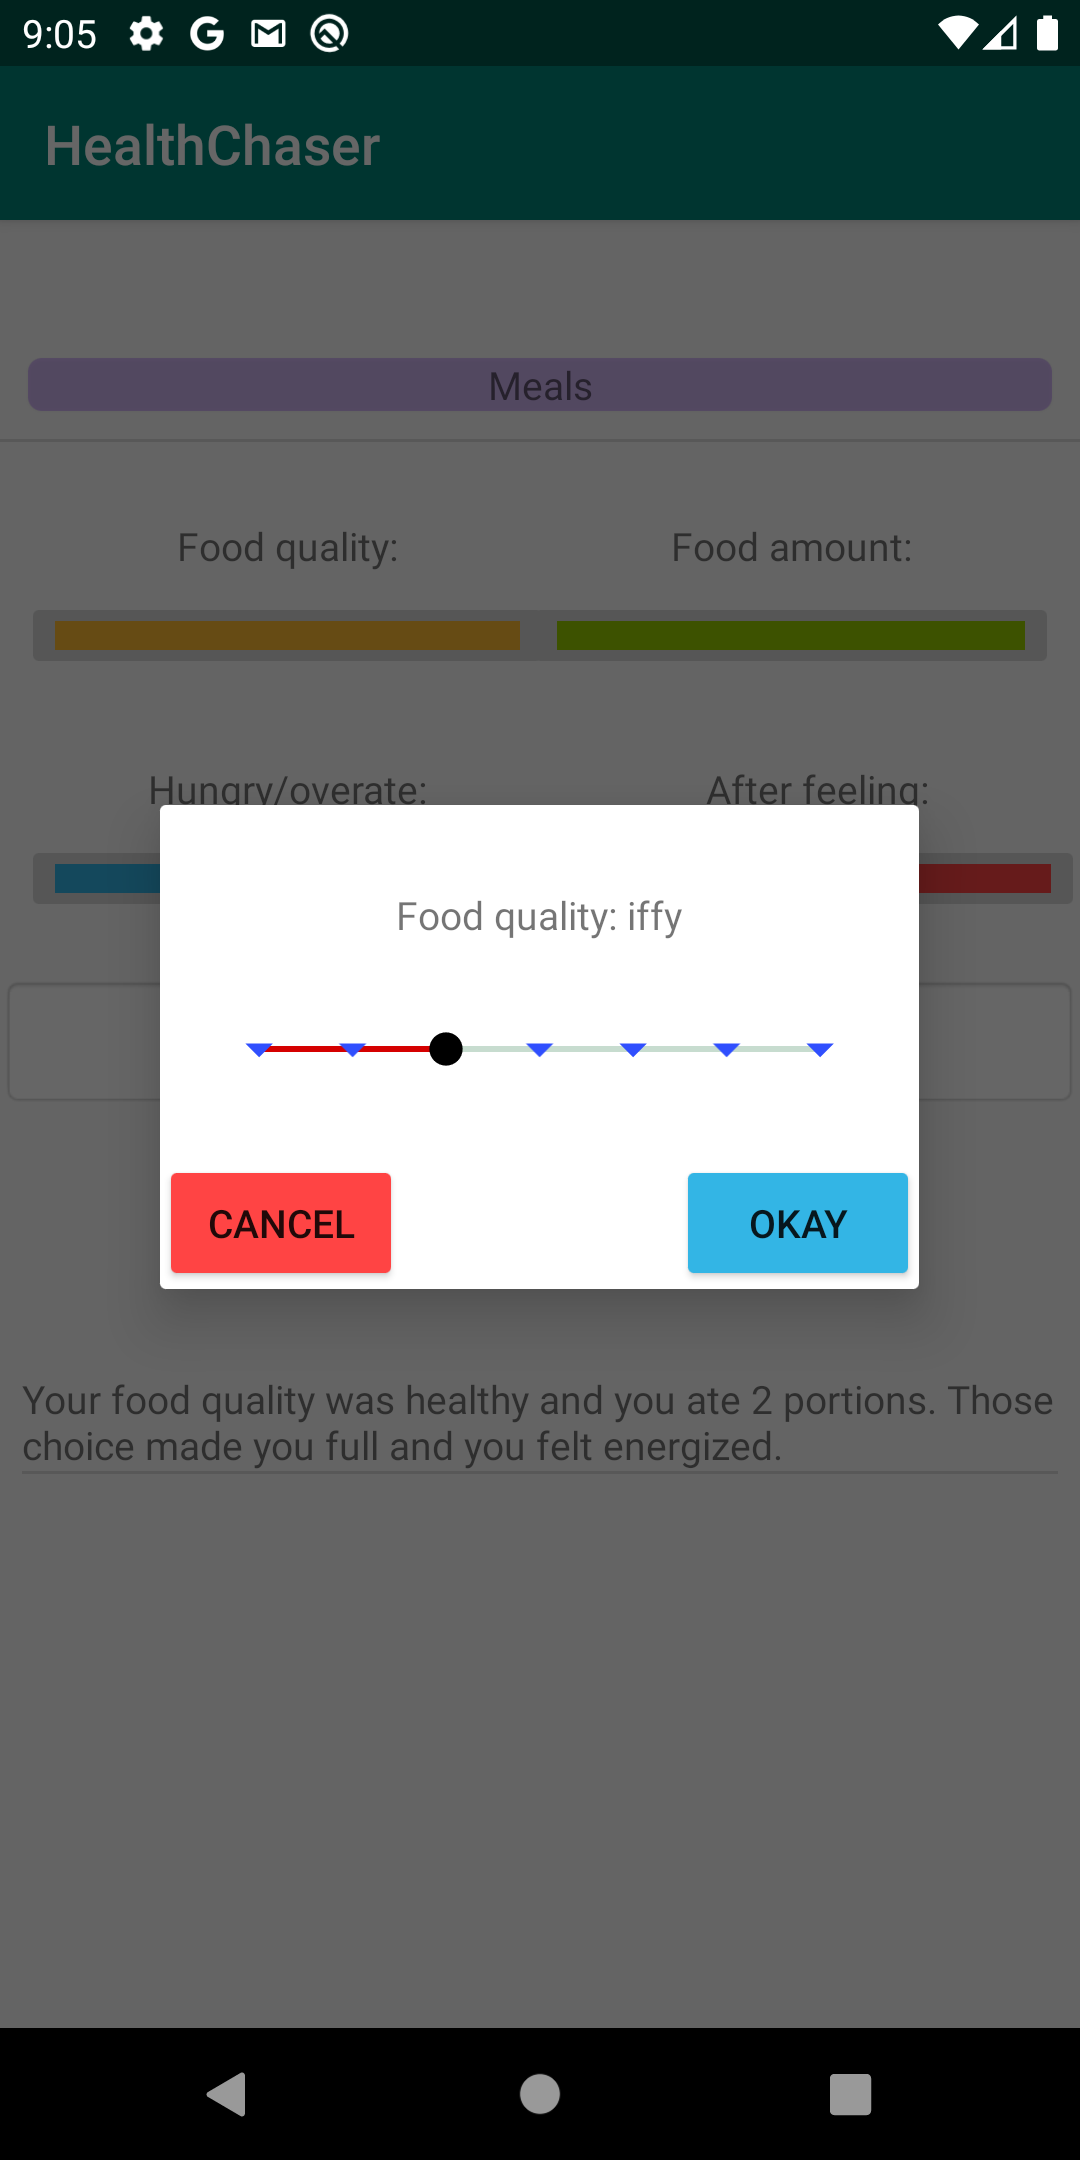 9:05
HealthChaser
Meals
Food quality:
Food amount:
Hungry/overate:
After feeling:
Food quality: iffy
CANCEL
OKAY
Your food quality was healthy and you ate 2 portions. Those
choice made you full and you felt energized.